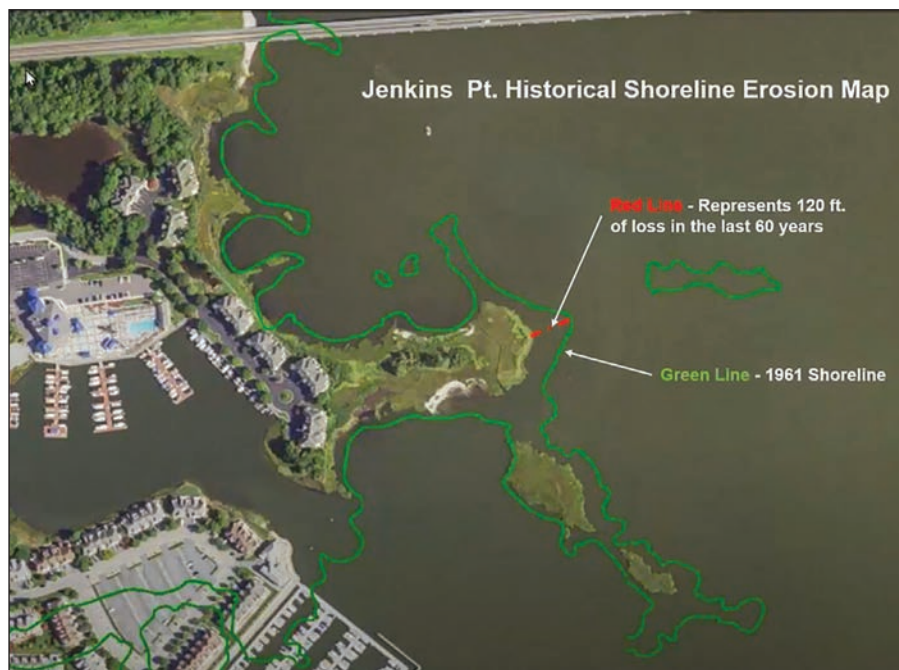 Jenkins Pt. Historical Shoreline Erosion Map
Red Line - Represents 120 ft.
of loss in the last 60 years
Green Line - 1961 Shoreline